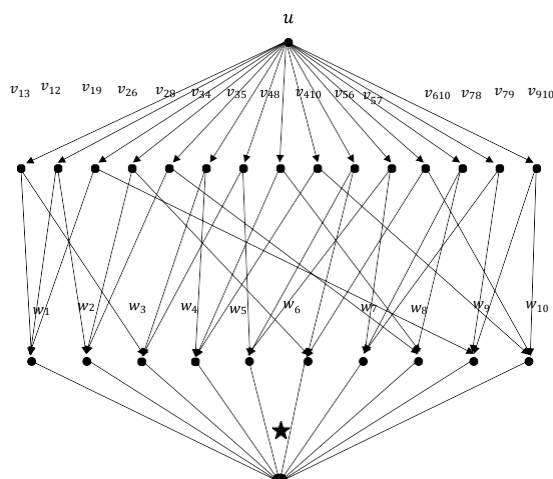 u
v₁₃ v₁₂ v₁₉ v₂₆ v₂₈ v₃₄ v₃₅ v₄₈ v₄₁₀ v₅₆ v₅₇ v₆₁₀ v₇₈ v₇₉ v₉₁₀
w₁ w₂ w₃ w₄ w₅ w₆ w₇ w₈ w₉ w₁₀